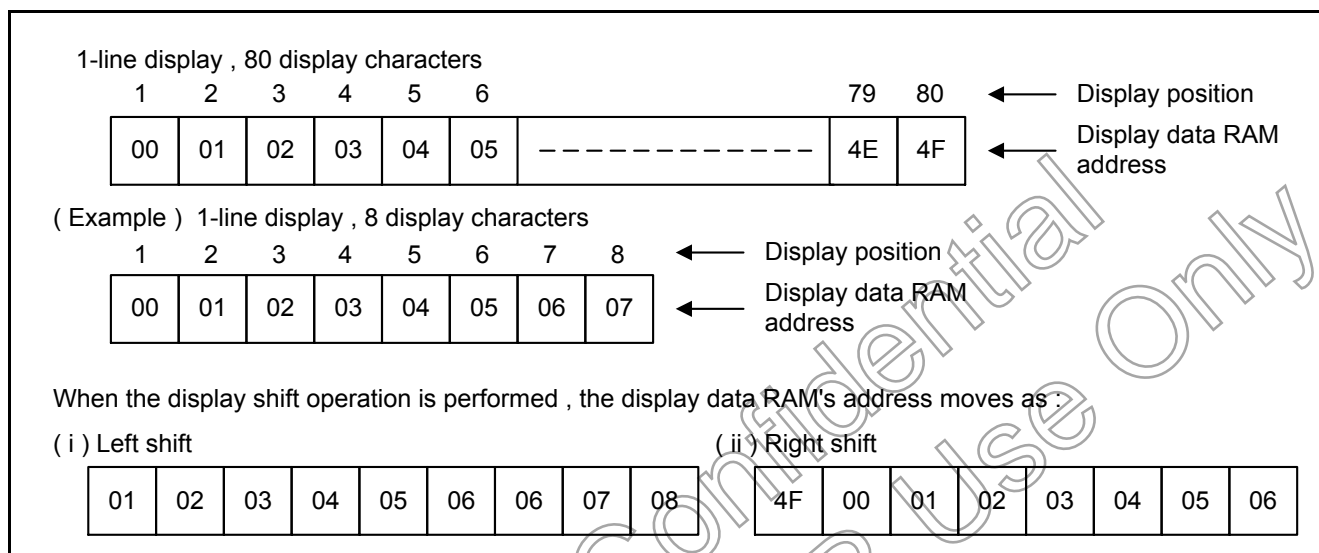 1-line display , 80 display characters
1 2 3 4 5 6 79 80 Display position
00 01 02 03 04 05 4E 4F Display data RAM address
( Example ) 1-line display , 8 display characters
1 2 3 4 5 6 7 8 Display position
00 01 02 03 04 05 06 07 Display data RAM address
When the display shift operation is performed , the display data RAM's address moves as :
( i ) Left shift ( ii ) Right shift
01 02 03 04 05 06 06 07 08 4F 00 01 02 03 04 05 06
Confidential
Use Only